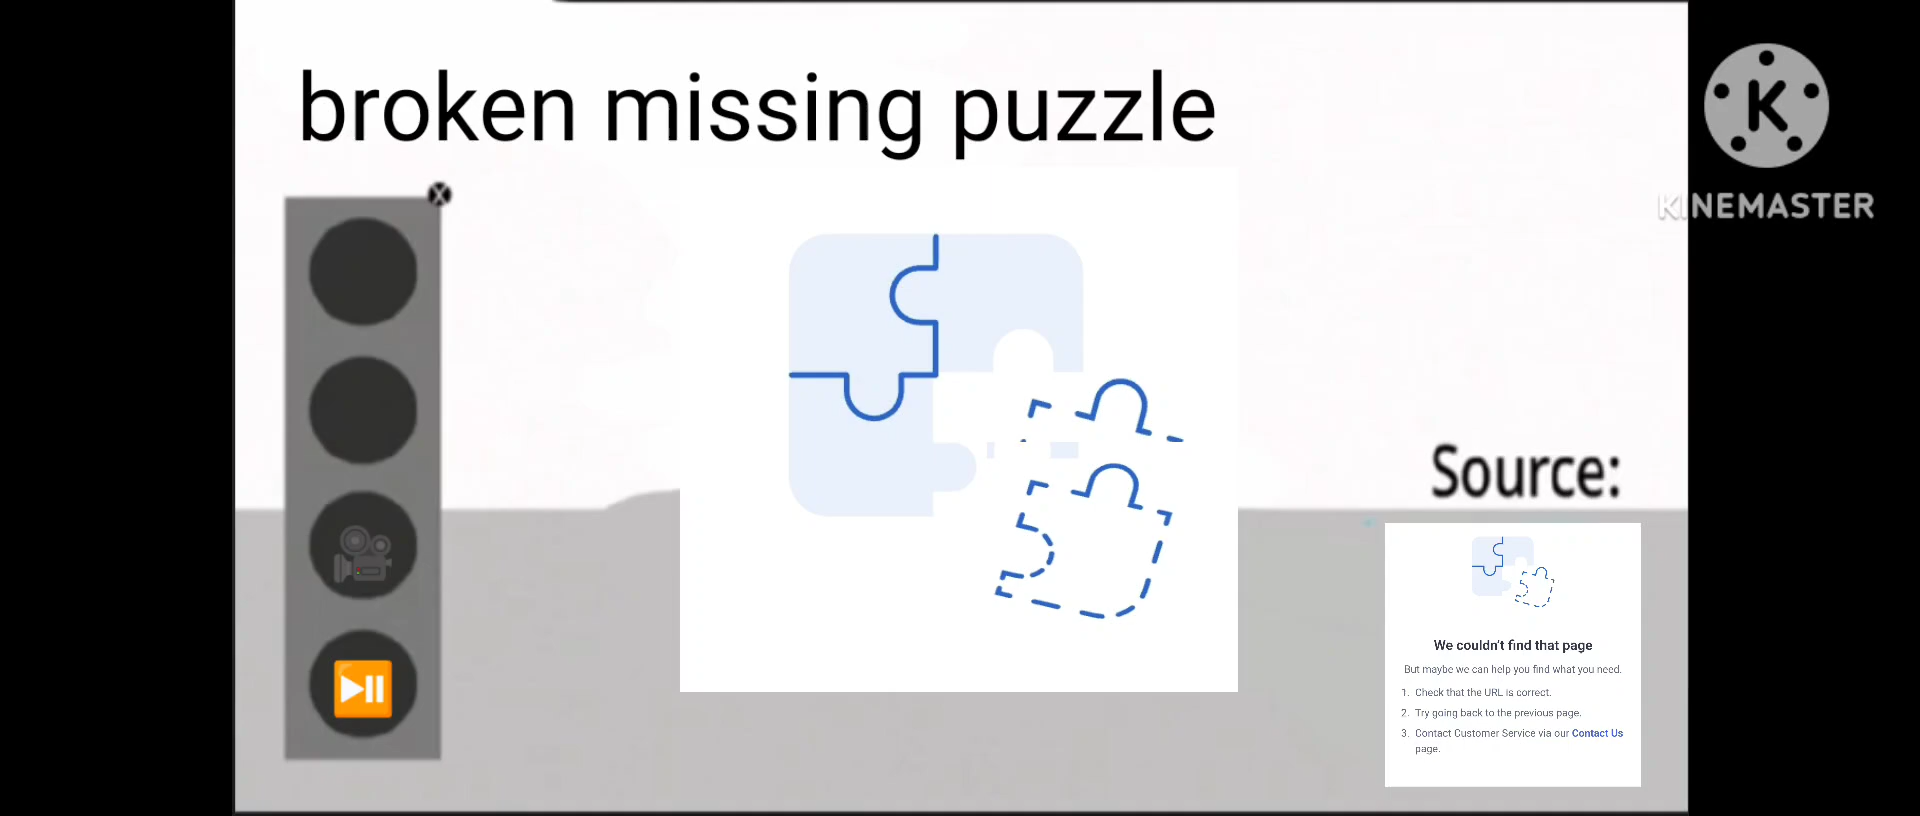 broken missing puzzle
K
KINEMASTER
X
Source:
We couldn't find that page
But maybe we can help you find what you need.
1. Check that the URL is correct.
2. Try going back to the previous page.
3. Contact Customer Service via our Contact Us
page.